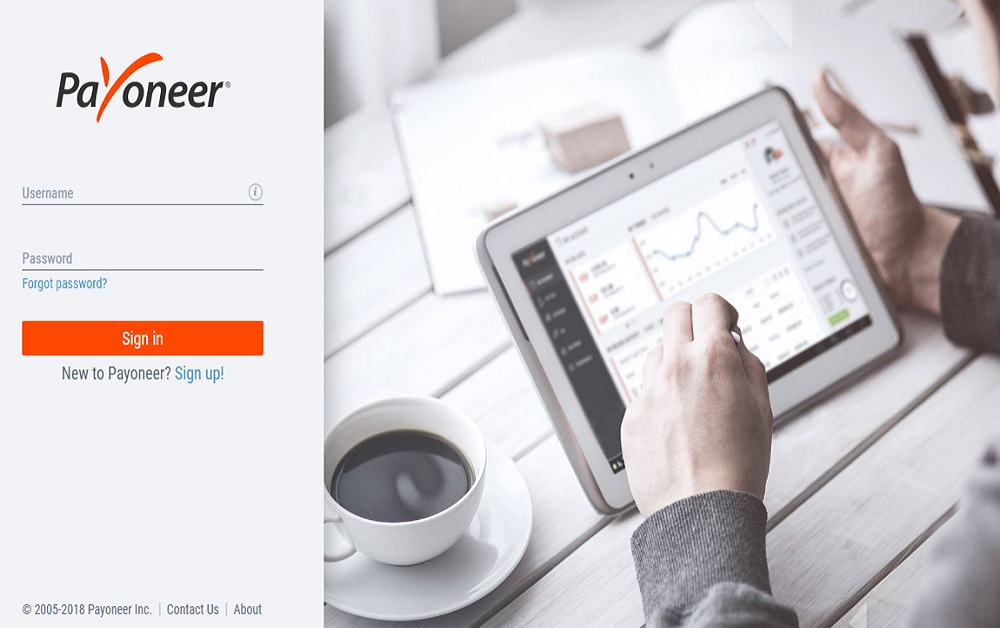 Payoneer®
Username
i
Password
Forgot password?
Sign in
New to Payoneer? Sign up!
© 2005-2018 Payoneer Inc. | Contact Us | About